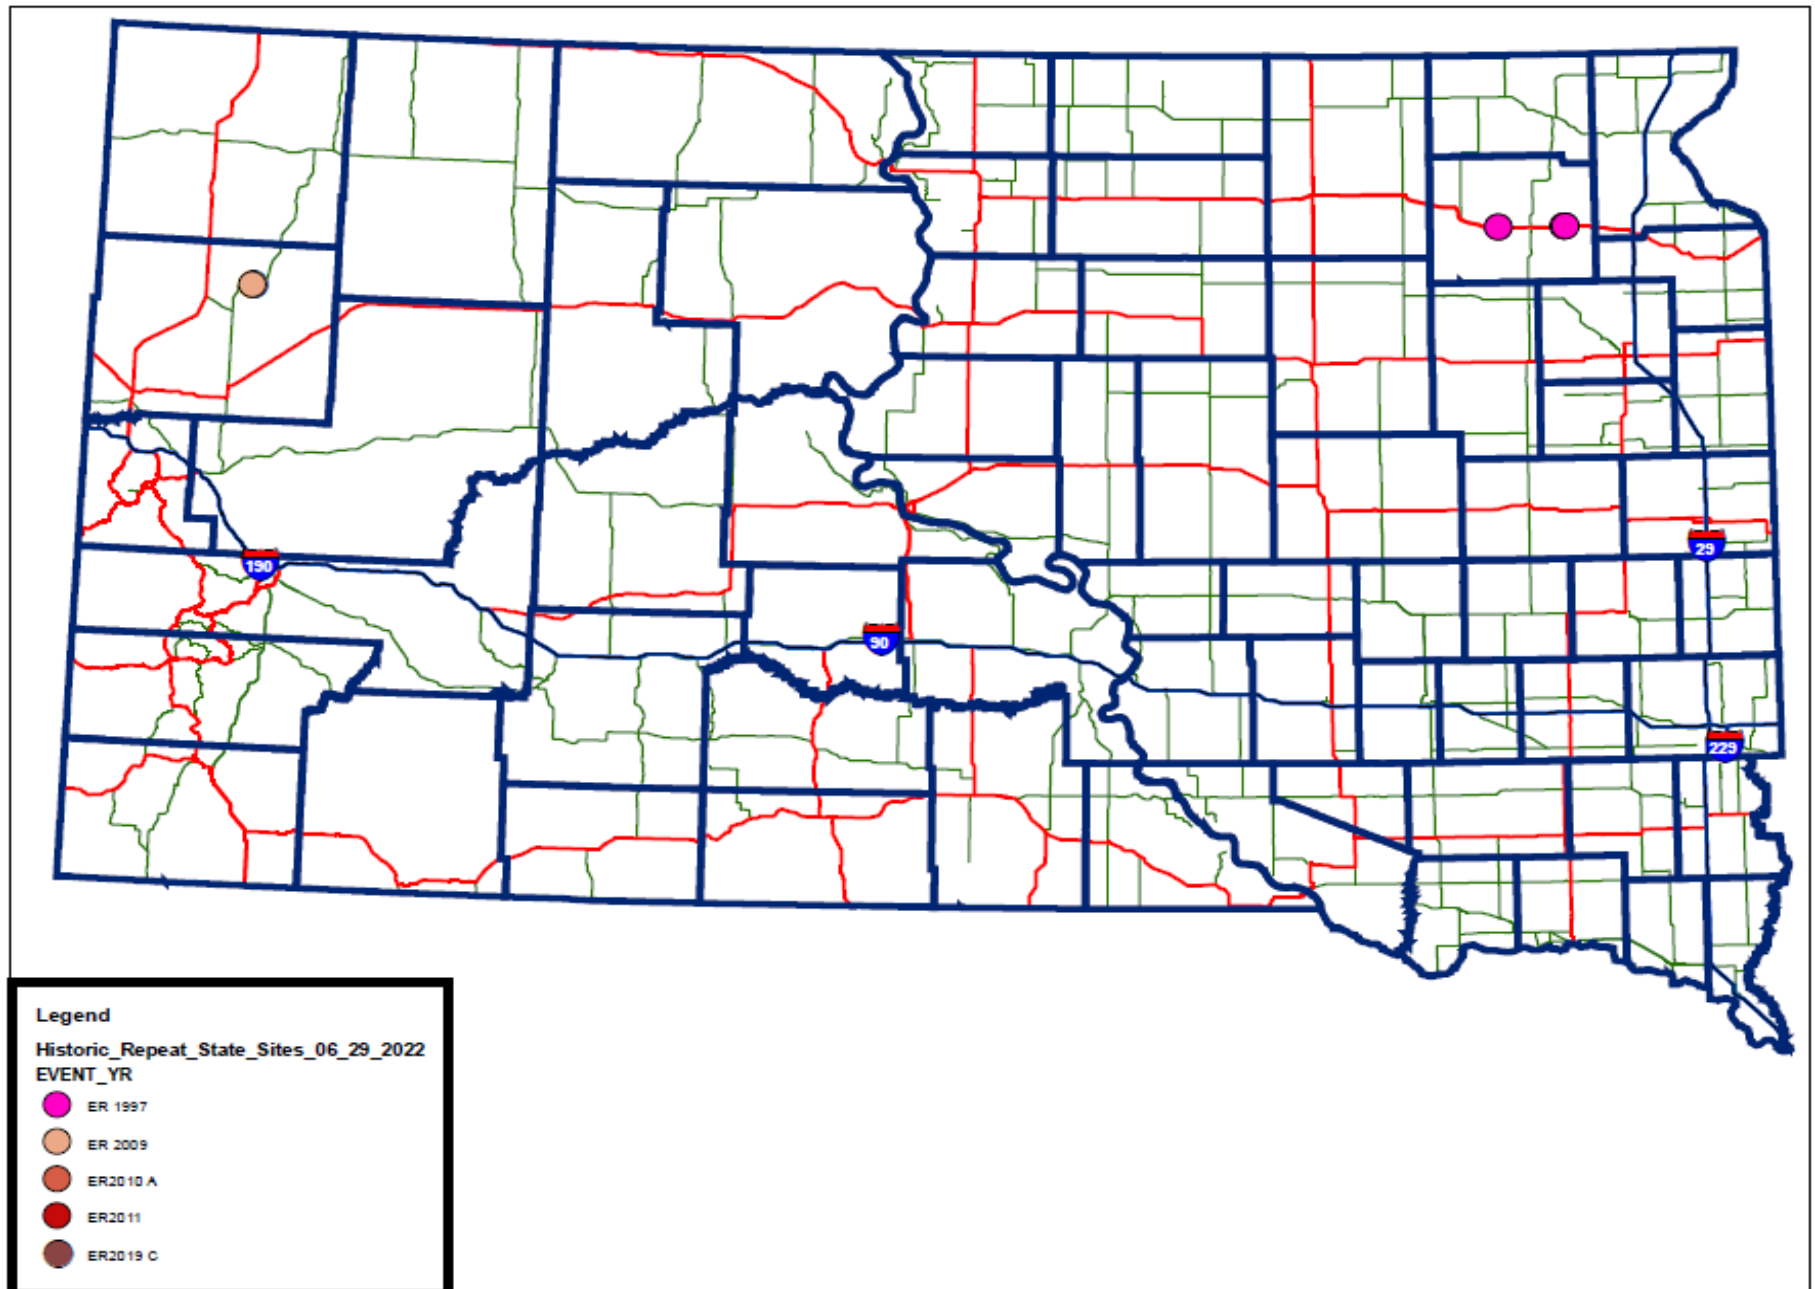 190
29
90
229
Legend
Historic_Repeat_State_Sites_06_29_2022
EVENT_YR
ER 1997
ER 2009
ER2010 A
ER2011
ER2019 C